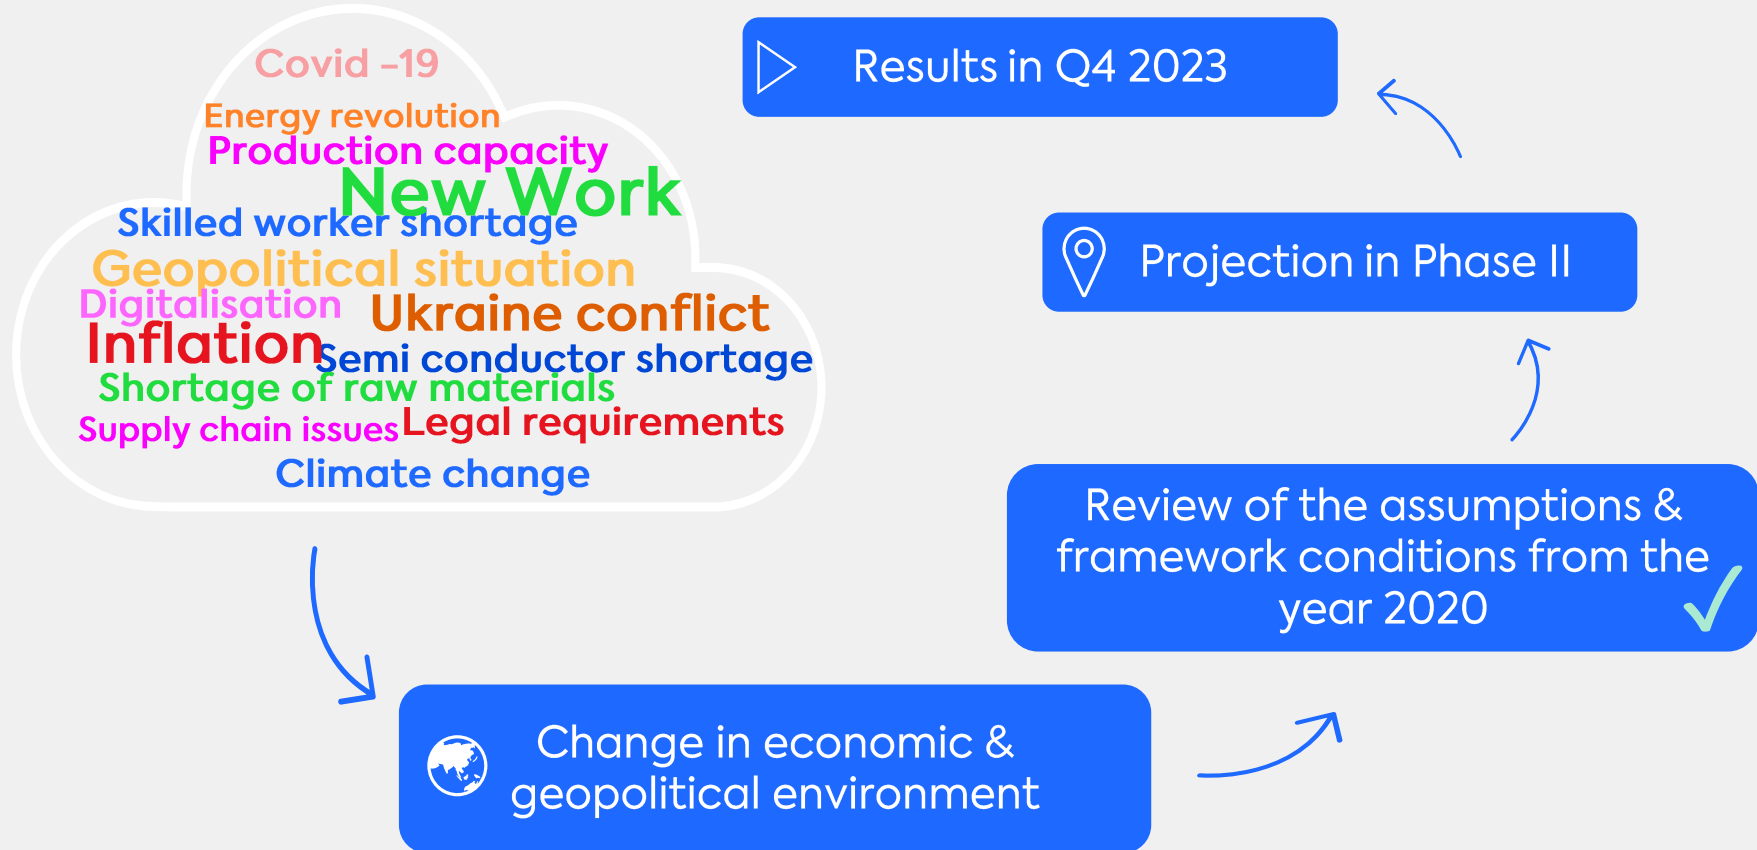 Covid -19
Energy revolution
Production capacity
New Work
Skilled worker shortage
Geopolitical situation
Digitalisation
Ukraine conflict
Inflation
Semi conductor shortage
Shortage of raw materials
Supply chain issues
Legal requirements
Climate change
Change in economic &
geopolitical environment
Review of the assumptions &
framework conditions from the
year 2020
Projection in Phase II
Results in Q4 2023